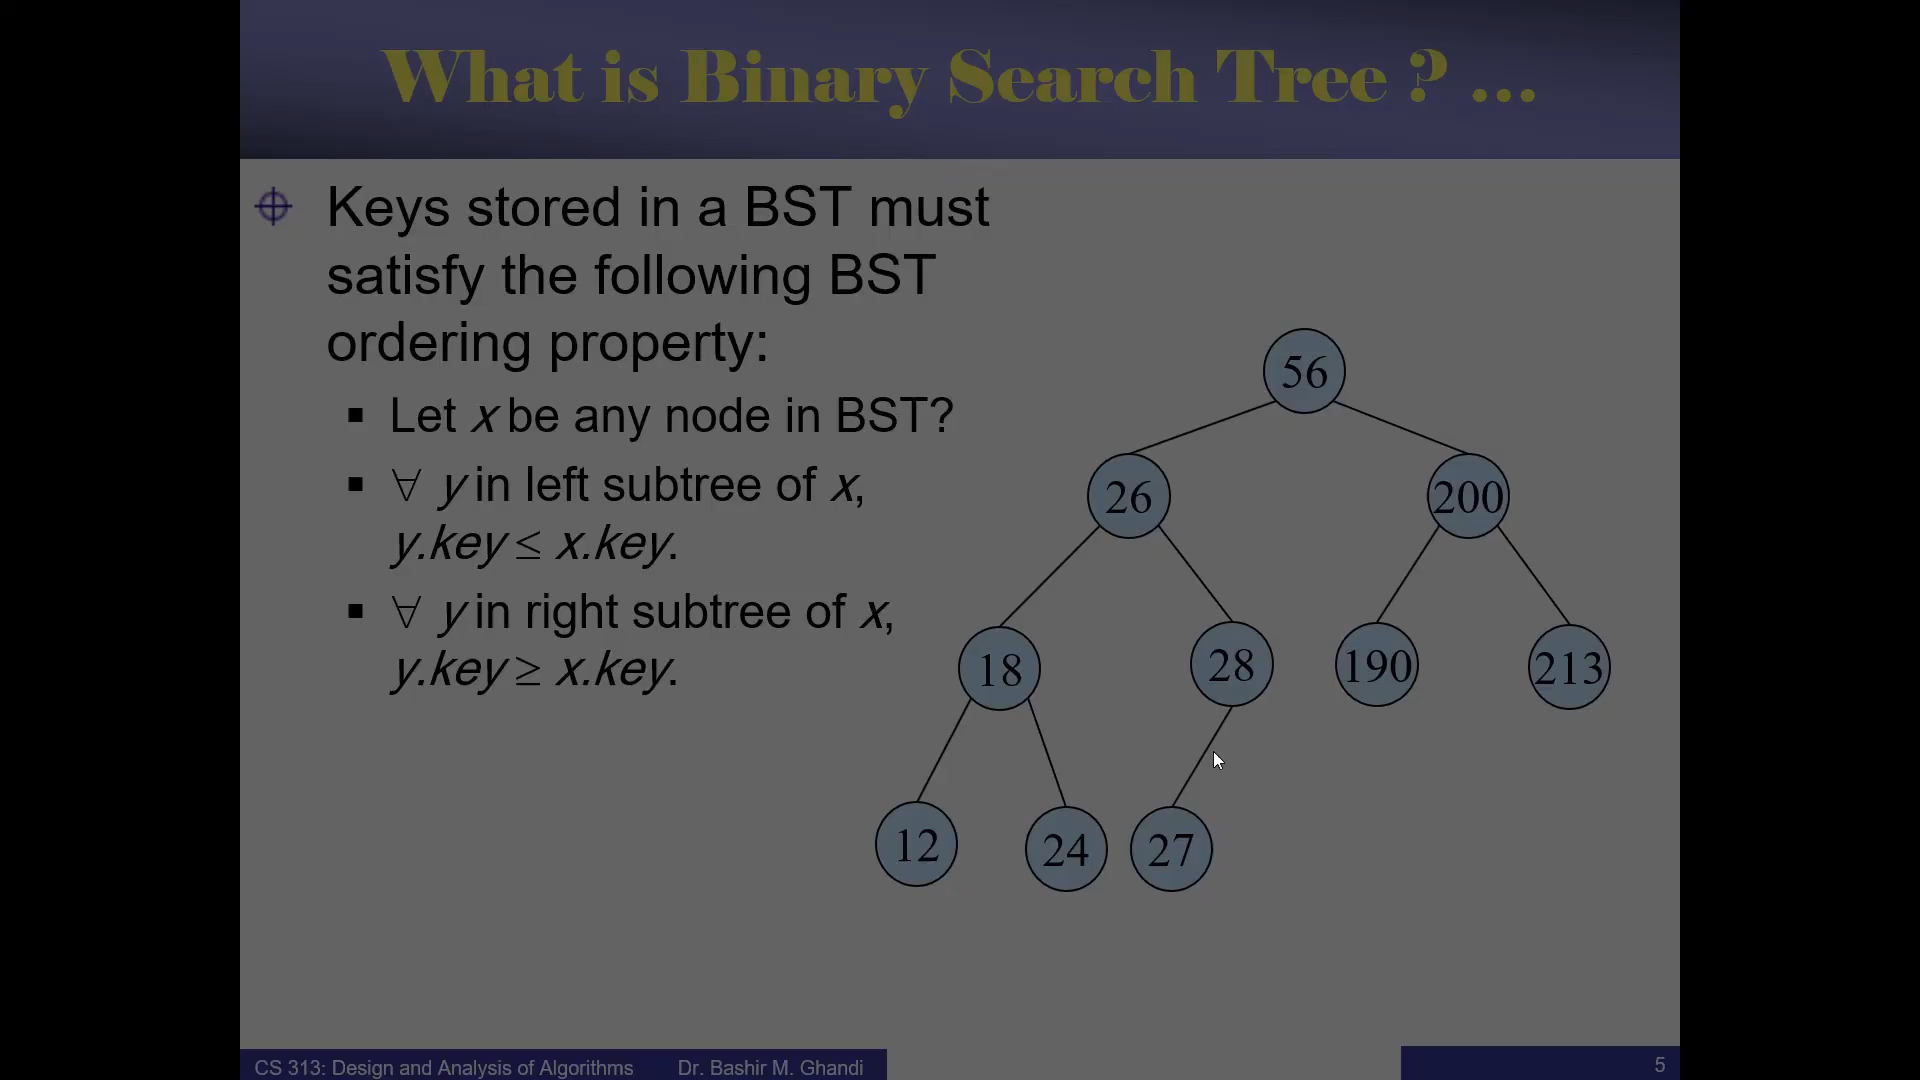 What is Binary Search Tree ? ...
Keys stored in a BST must
satisfy the following BST
ordering property:
▪ Let x be any node in BST?
▪ ∀ y in left subtree of x,
y.key ≤ x.key.
▪ ∀ y in right subtree of x,
y.key ≥ x.key.
56
26
200
18
28
190
213
12
24
27
CS 313: Design and Analysis of Algorithms Dr. Bashir M. Ghandi
5